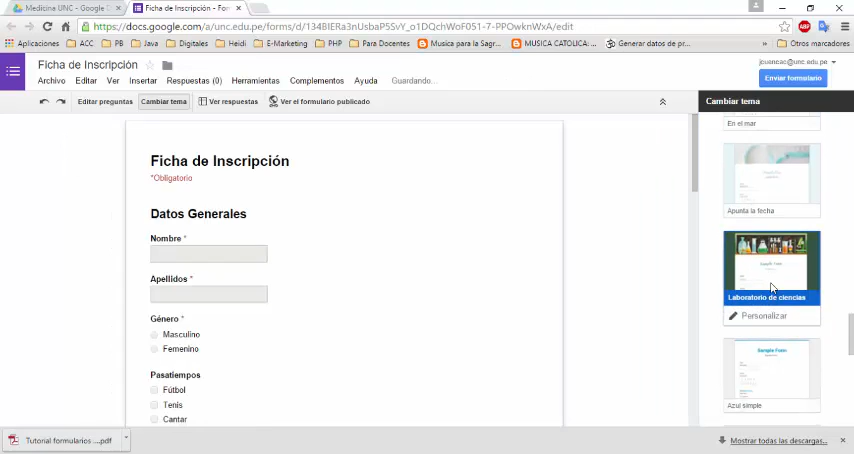 Medicina UNC - Google D
Ficha de Inscripción - For
https://docs.google.com/a/unc.edu.pe/forms/d/134BIERa3nUsbaP5SvY_o1DQchWoF051-7-PPOwknWxA/edit
Aplicaciones ACC PB Java Digitales Heidi E-Marketing PHP Para Docentes Musica para la Sagr... MUSICA CATOLICA: ... Generar datos de pr... » Otros marcadores
Ficha de Inscripción
jouencac@unc.edu.pe
Archivo Editar Ver Insertar Respuestas (0) Herramientas Complementos Ayuda Guardando...
Enviar formulario
Editar preguntas Cambiar tema Ver respuestas Ver el formulario publicado
Cambiar tema
En el mar
Apunta la fecha
Sample Form
Laboratorio de ciencias
Personalizar
Sample Form
Azul simple
Ficha de Inscripción
*Obligatorio
Datos Generales
Nombre *
Apellidos *
Género *
Masculino
Femenino
Pasatiempos
Fútbol
Tenis
Cantar
Tutorial formularios ....pdf
Mostrar todas las descargas...